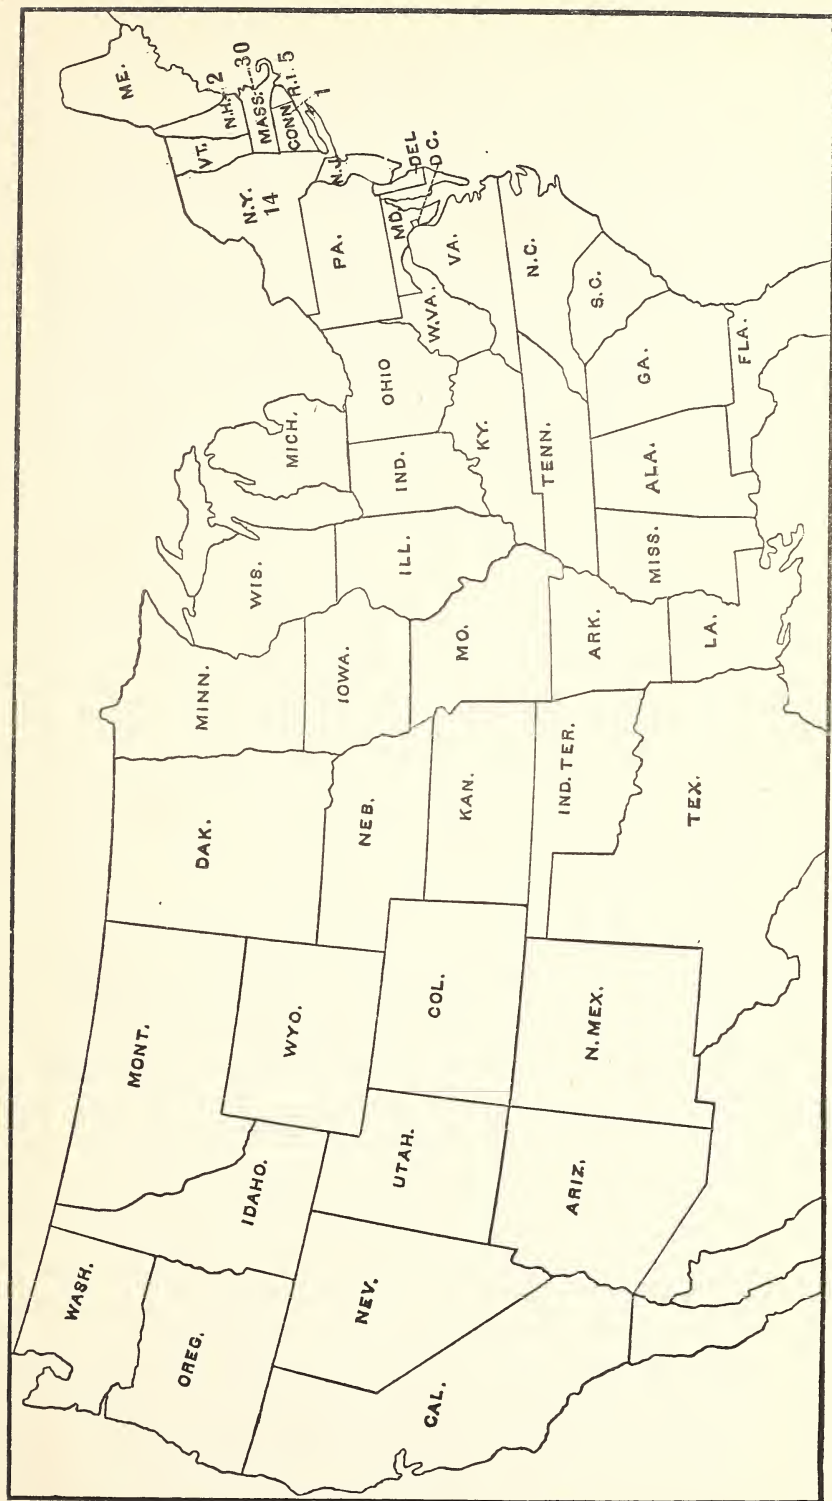 WASH.
OREG.
CAL.
NEV.
IDAHO.
MONT.
WYO.
UTAH.
ARIZ.
COL.
N.MEX.
DAK.
NEB.
KAN.
IND.TER.
TEX.
MINN.
IOWA.
MO.
ARK.
LA.
WIS.
ILL.
MICH.
IND.
OHIO
KY.
TENN.
MISS.
ALA.
GA.
FLA.
S.C.
N.C.
VA.
W.VA.
PA.
MD.
DEL
D.C.
N.J.
N.Y.
14
VT.
N.H. 2
MASS. 30
CONN.
1
R.I. 5
ME.